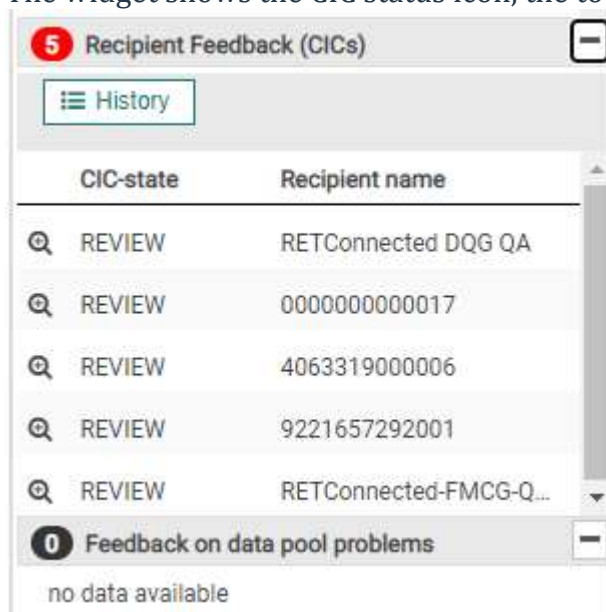 The widget shows the CIC status icon, the to
5 Recipient Feedback (CICs)
History
CIC-state Recipient name
REVIEW RETConnected DQG QA
REVIEW 0000000000017
REVIEW 4063319000006
REVIEW 9221657292001
REVIEW RETConnected-FMCG-Q...
0 Feedback on data pool problems
no data available